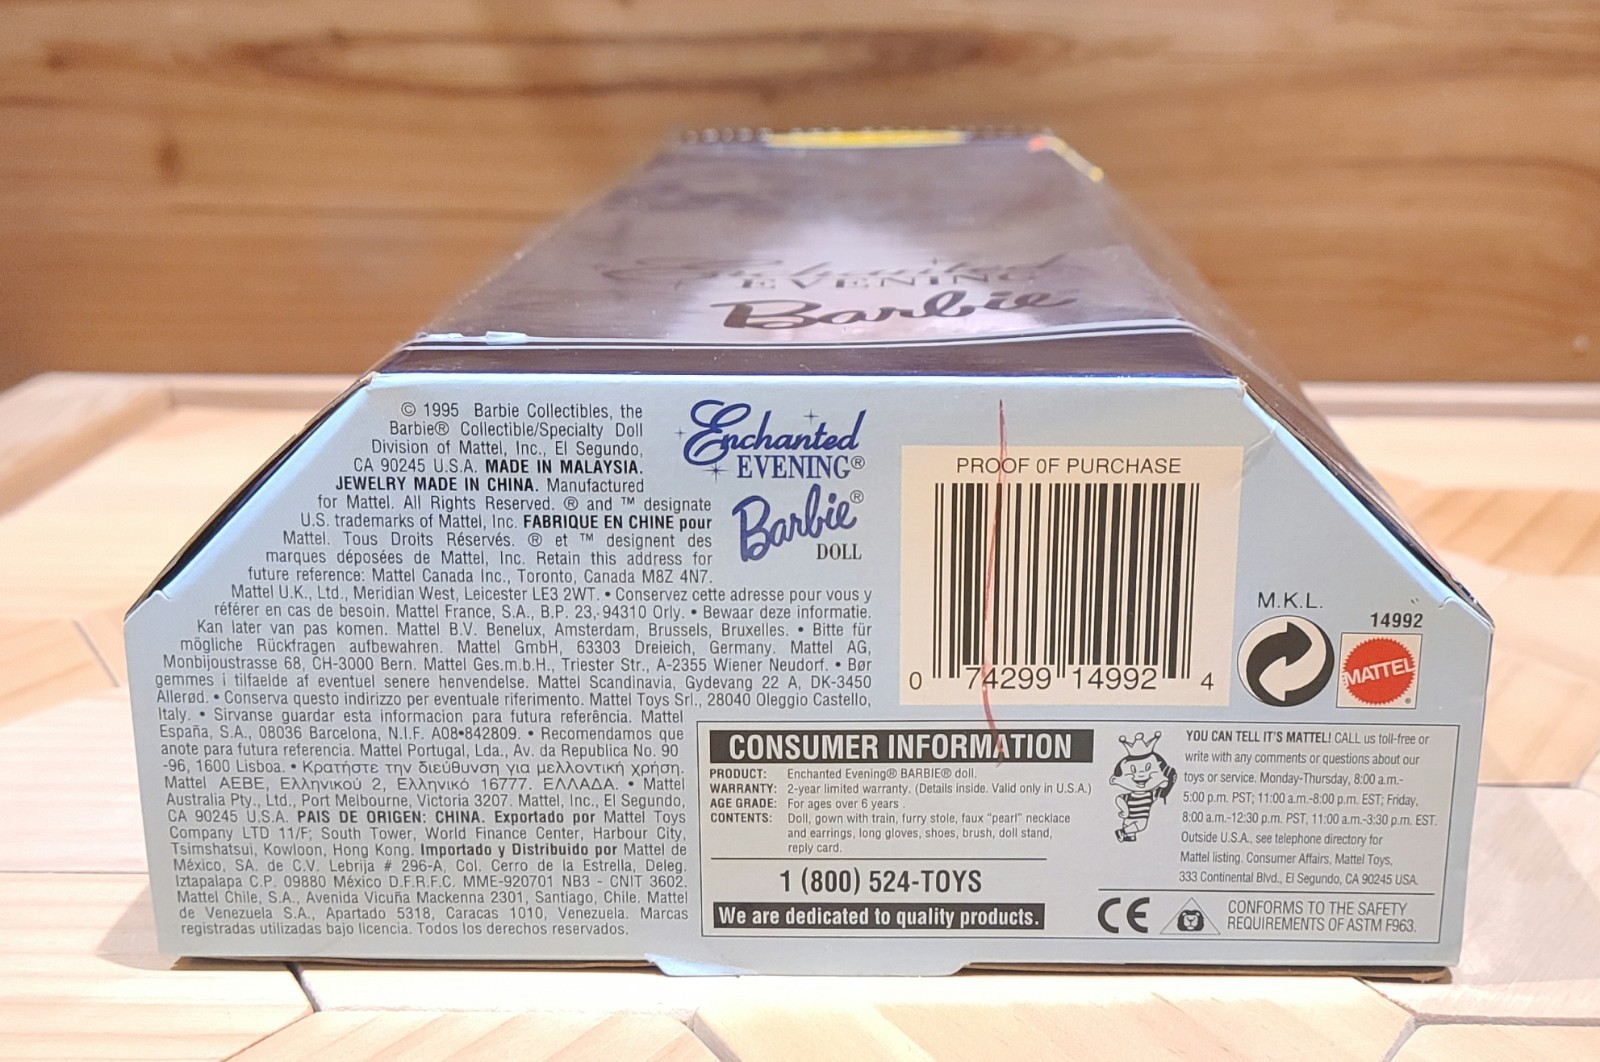 Enchanted
EVENING
Barbie
© 1995 Barbie Collectibles, the
Barbie® Collectible/Specialty Doll
Division of Mattel, Inc., El Segundo,
CA 90245 U.S.A. MADE IN MALAYSIA.
JEWELRY MADE IN CHINA. Manufactured
for Mattel. All Rights Reserved. ® and ™ designate
U.S. trademarks of Mattel, Inc. FABRIQUE EN CHINE pour
Mattel. Tous Droits Réservés. ® et ™ designent des
marques déposées de Mattel, Inc. Retain this address for
future reference: Mattel Canada Inc., Toronto, Canada M8Z 4N7.
Mattel U.K., Ltd., Meridian West, Leicester LE3 2WT. • Conservez cette adresse pour vous y
référer en cas de besoin. Mattel France, S.A., B.P. 23,-94310 Orly. • Bewaar deze informatie.
Kan later van pas komen. Mattel B.V. Benelux, Amsterdam, Brussels, Bruxelles. • Bitte für
mögliche Rückfragen aufbewahren. Mattel GmbH, 63303 Dreieich, Germany. Mattel AG,
Monbijoustrasse 68, CH-3000 Bern. Mattel Ges.m.b.H., Triester Str., A-2355 Wiener Neudorf. • Bør
gemmes i tilfaelde af eventuel senere henvendelse. Mattel Scandinavia, Gydevang 22 A, DK-3450
Allerød. • Conserva questo indirizzo per eventuale riferimento. Mattel Toys Srl., 28040 Oleggio Castello,
Italy. • Sirvanse guardar esta informacion para futura referência. Mattel
España, S.A., 08036 Barcelona, N.I.F. A08•842809. • Recomendamos que
anote para futura referencia. Mattel Portugal, Lda., Av. da Republica No. 90
-96, 1600 Lisboa. • Κρατήστε την διεύθυνση για μελλοντική χρήση.
Mattel ΑΕΒΕ, Ελληνικού 2, Ελληνικό 16777. ΕΛΛΑΔΑ. • Mattel
Australia Pty., Ltd., Port Melbourne, Victoria 3207. Mattel, Inc., El Segundo,
CA 90245 U.S.A. PAIS DE ORIGEN: CHINA. Exportado por Mattel Toys
Company LTD 11/F; South Tower, World Finance Center, Harbour City,
Tsimshatsui, Kowloon, Hong Kong. Importado y Distribuido por Mattel de
México, SA. de C.V. Lebrija # 296-A, Col. Cerro de la Estrella, Deleg.
Iztapalapa C.P. 09880 México D.F.R.F.C. MME-920701 NB3 - CNIT 3602.
Mattel Chile, S.A., Avenida Vicuña Mackenna 2301, Santiago, Chile. Mattel
de Venezuela S.A., Apartado 5318, Caracas 1010, Venezuela. Marcas
registradas utilizadas bajo licencia. Todos los derechos reservados.
Enchanted
EVENING®
Barbie®
DOLL
PROOF OF PURCHASE
0 74299 14992 4
M.K.L.
14992
MATTEL®
CONSUMER INFORMATION
PRODUCT: Enchanted Evening® BARBIE® doll.
WARRANTY: 2-year limited warranty. (Details inside. Valid only in U.S.A.)
AGE GRADE: For ages over 6 years .
CONTENTS: Doll, gown with train, furry stole, faux "pearl" necklace
and earrings, long gloves, shoes, brush, doll stand,
reply card.
1 (800) 524-TOYS
We are dedicated to quality products.
YOU CAN TELL IT'S MATTEL! CALL us toll-free or
write with any comments or questions about our
toys or service. Monday-Thursday, 8:00 a.m.-
5:00 p.m. PST; 11:00 a.m.-8:00 p.m. EST; Friday,
8:00 a.m.-12:30 p.m. PST, 11:00 a.m.-3:30 p.m. EST.
Outside U.S.A., see telephone directory for
Mattel listing. Consumer Affairs, Mattel Toys,
333 Continental Blvd., El Segundo, CA 90245 USA.
CE
CONFORMS TO THE SAFETY
REQUIREMENTS OF ASTM F963.